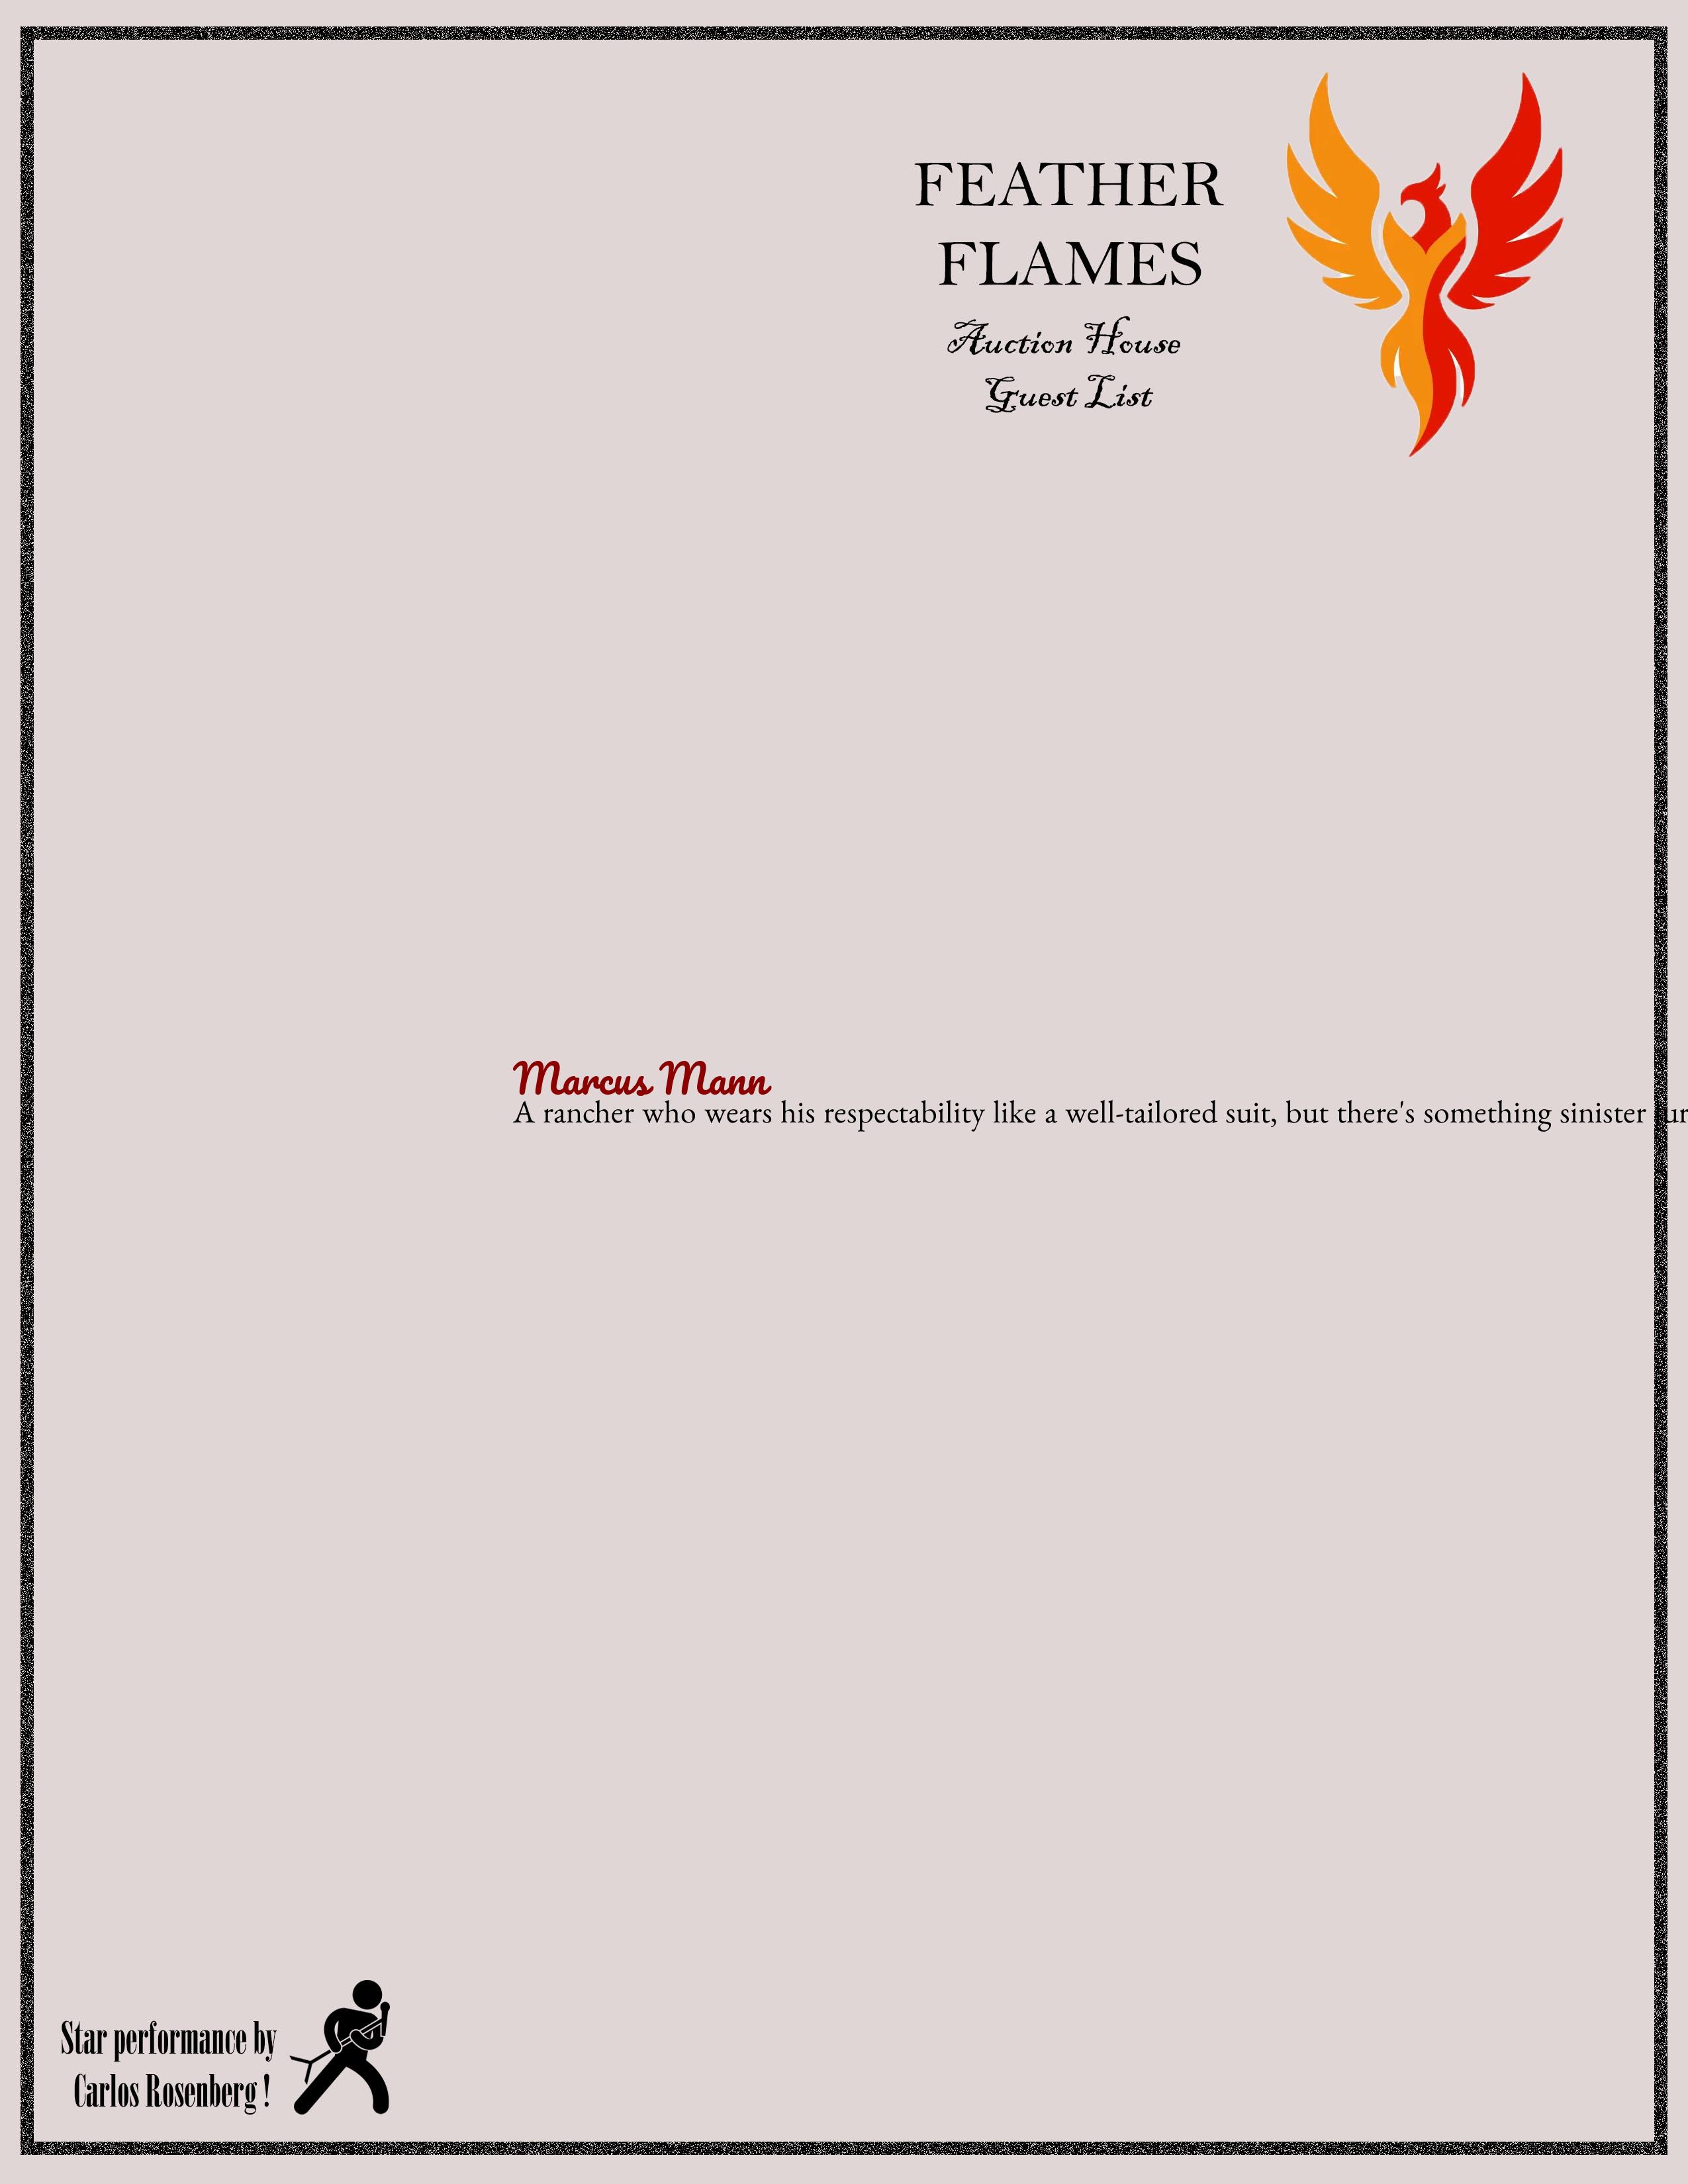 FEATHER
FLAMES
Auction House
Guest List
Marcus Mann
A rancher who wears his respectability like a well-tailored suit, but there's something sinister
Star performance by
Carlos Rosenberg !